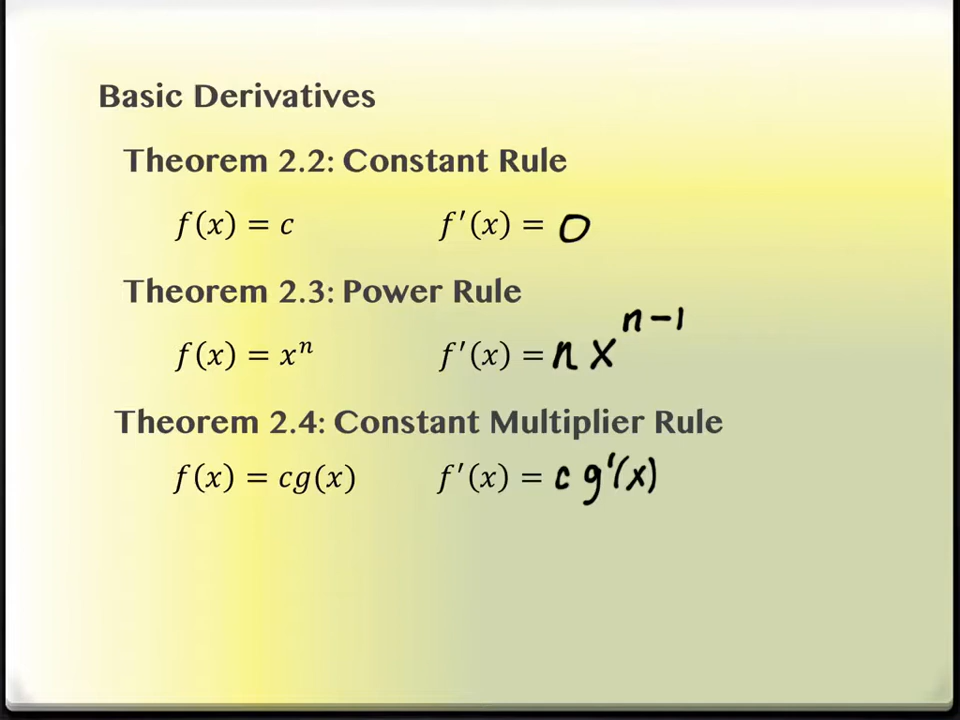 Basic Derivatives
Theorem 2.2: Constant Rule
f(x) = c f′(x) = 0
Theorem 2.3: Power Rule
f(x) = xⁿ f′(x) = n xⁿ⁻¹
Theorem 2.4: Constant Multiplier Rule
f(x) = cg(x) f′(x) = c g′(x)